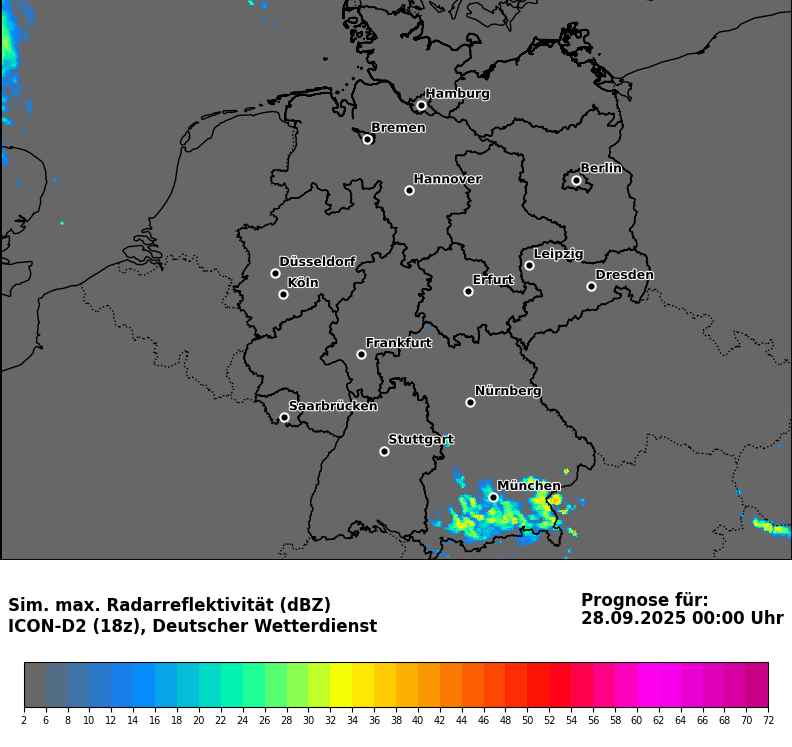 Hamburg
Bremen
Berlin
Hannover
Leipzig
Düsseldorf
Dresden
Erfurt
Köln
Frankfurt
Nürnberg
Saarbrücken
Stuttgart
München
Sim. max. Radarreflektivität (dBZ)
ICON-D2 (18z), Deutscher Wetterdienst
Prognose für:
28.09.2025 00:00 Uhr
2 6 8 10 12 14 16 18 20 22 24 26 28 30 32 34 36 38 40 42 44 46 48 50 52 54 56 58 60 62 64 66 68 70 72